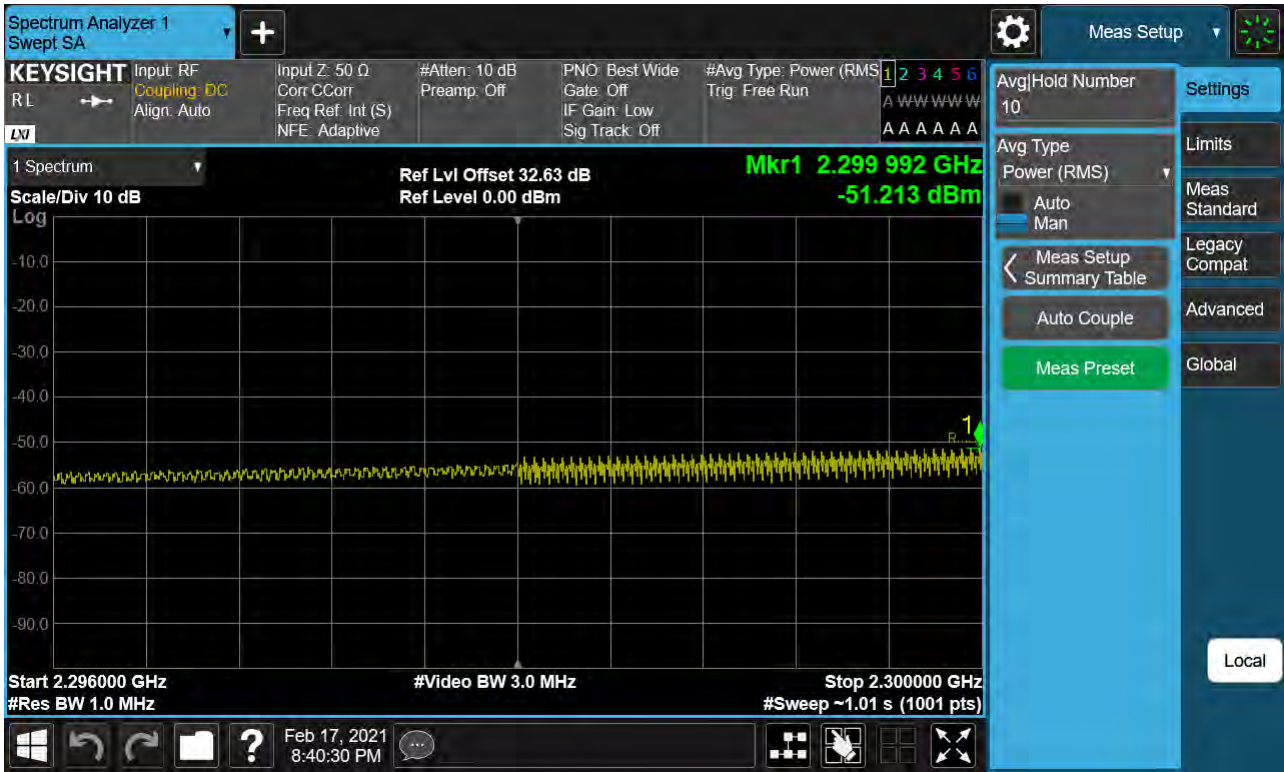 Spectrum Analyzer 1
Swept SA
+
Meas Setup
KEYSIGHT
RL
LXI
Input: RF
Coupling: DC
Align: Auto
Input Z: 50 Ω
Corr CCorr
Freq Ref: Int (S)
NFE: Adaptive
#Atten: 10 dB
Preamp: Off
PNO: Best Wide
Gate: Off
IF Gain: Low
Sig Track: Off
#Avg Type: Power (RMS
Trig: Free Run
1 2 3 4 5 6
A W W W W W
A A A A A A
1 Spectrum
Scale/Div 10 dB
Log
Ref Lvl Offset 32.63 dB
Ref Level 0.00 dBm
Mkr1 2.299 992 GHz
-51.213 dBm
-10.0
-20.0
-30.0
-40.0
-50.0
-60.0
-70.0
-80.0
-90.0
1
R
Start 2.296000 GHz
#Res BW 1.0 MHz
#Video BW 3.0 MHz
Stop 2.300000 GHz
#Sweep ~1.01 s (1001 pts)
Avg|Hold Number
10
Avg Type
Power (RMS)
Auto
Man
Meas Setup
Summary Table
Auto Couple
Meas Preset
Settings
Limits
Meas
Standard
Legacy
Compat
Advanced
Global
Local
?
Feb 17, 2021
8:40:30 PM